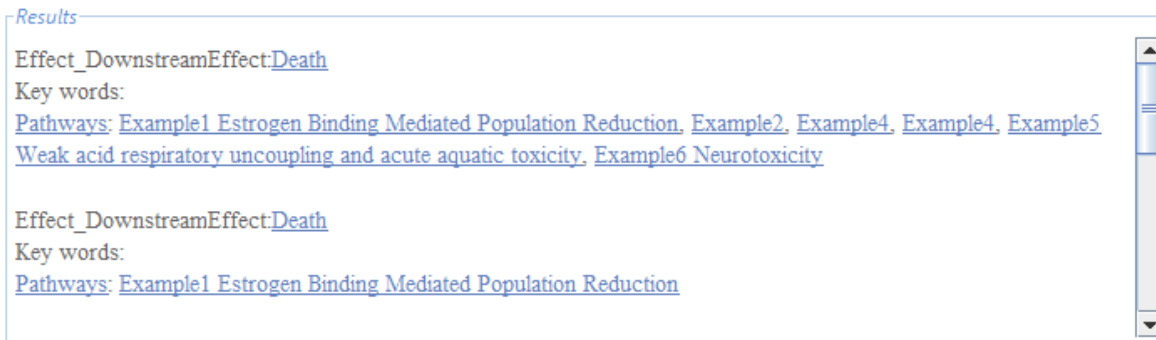 Results
Effect_DownstreamEffect:Death
Key words:
Pathways: Example1 Estrogen Binding Mediated Population Reduction, Example2, Example4, Example4, Example5
Weak acid respiratory uncoupling and acute aquatic toxicity, Example6 Neurotoxicity
Effect_DownstreamEffect:Death
Key words:
Pathways: Example1 Estrogen Binding Mediated Population Reduction